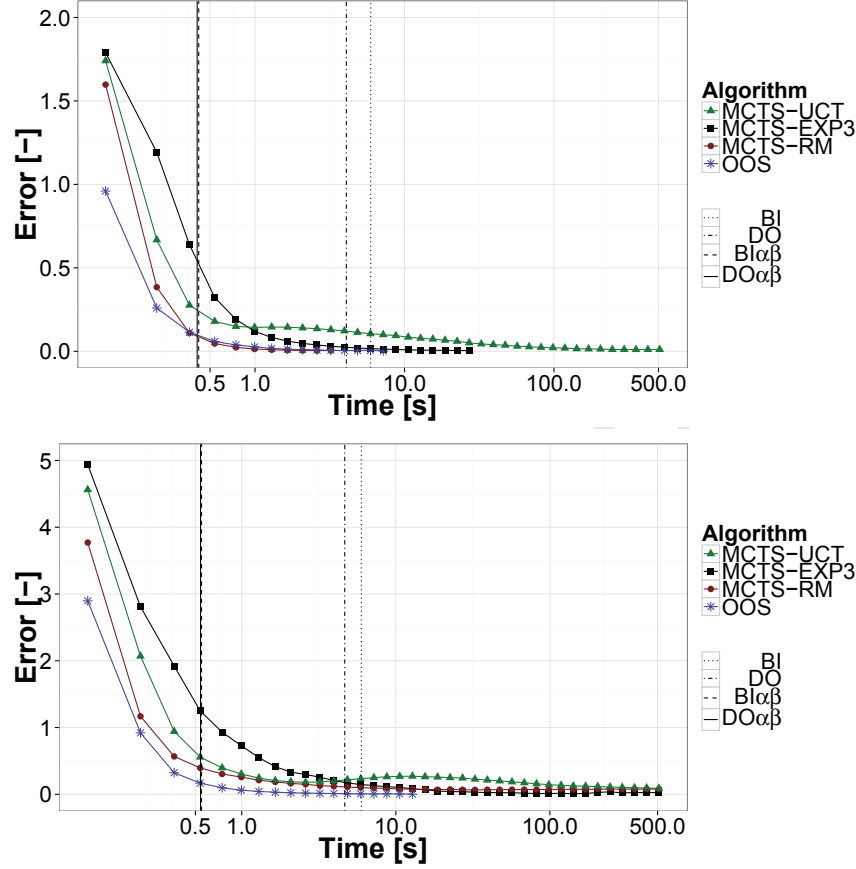 2.0
1.5
1.0
0.5
0.0
Error [−]
0.5 1.0 10.0 100.0 500.0
Time [s]
Algorithm
MCTS−UCT
MCTS−EXP3
MCTS−RM
OOS
BI
DO
BIαβ
DOαβ
5
4
3
2
1
0
Error [−]
0.5 1.0 10.0 100.0 500.0
Time [s]
Algorithm
MCTS−UCT
MCTS−EXP3
MCTS−RM
OOS
BI
DO
BIαβ
DOαβ